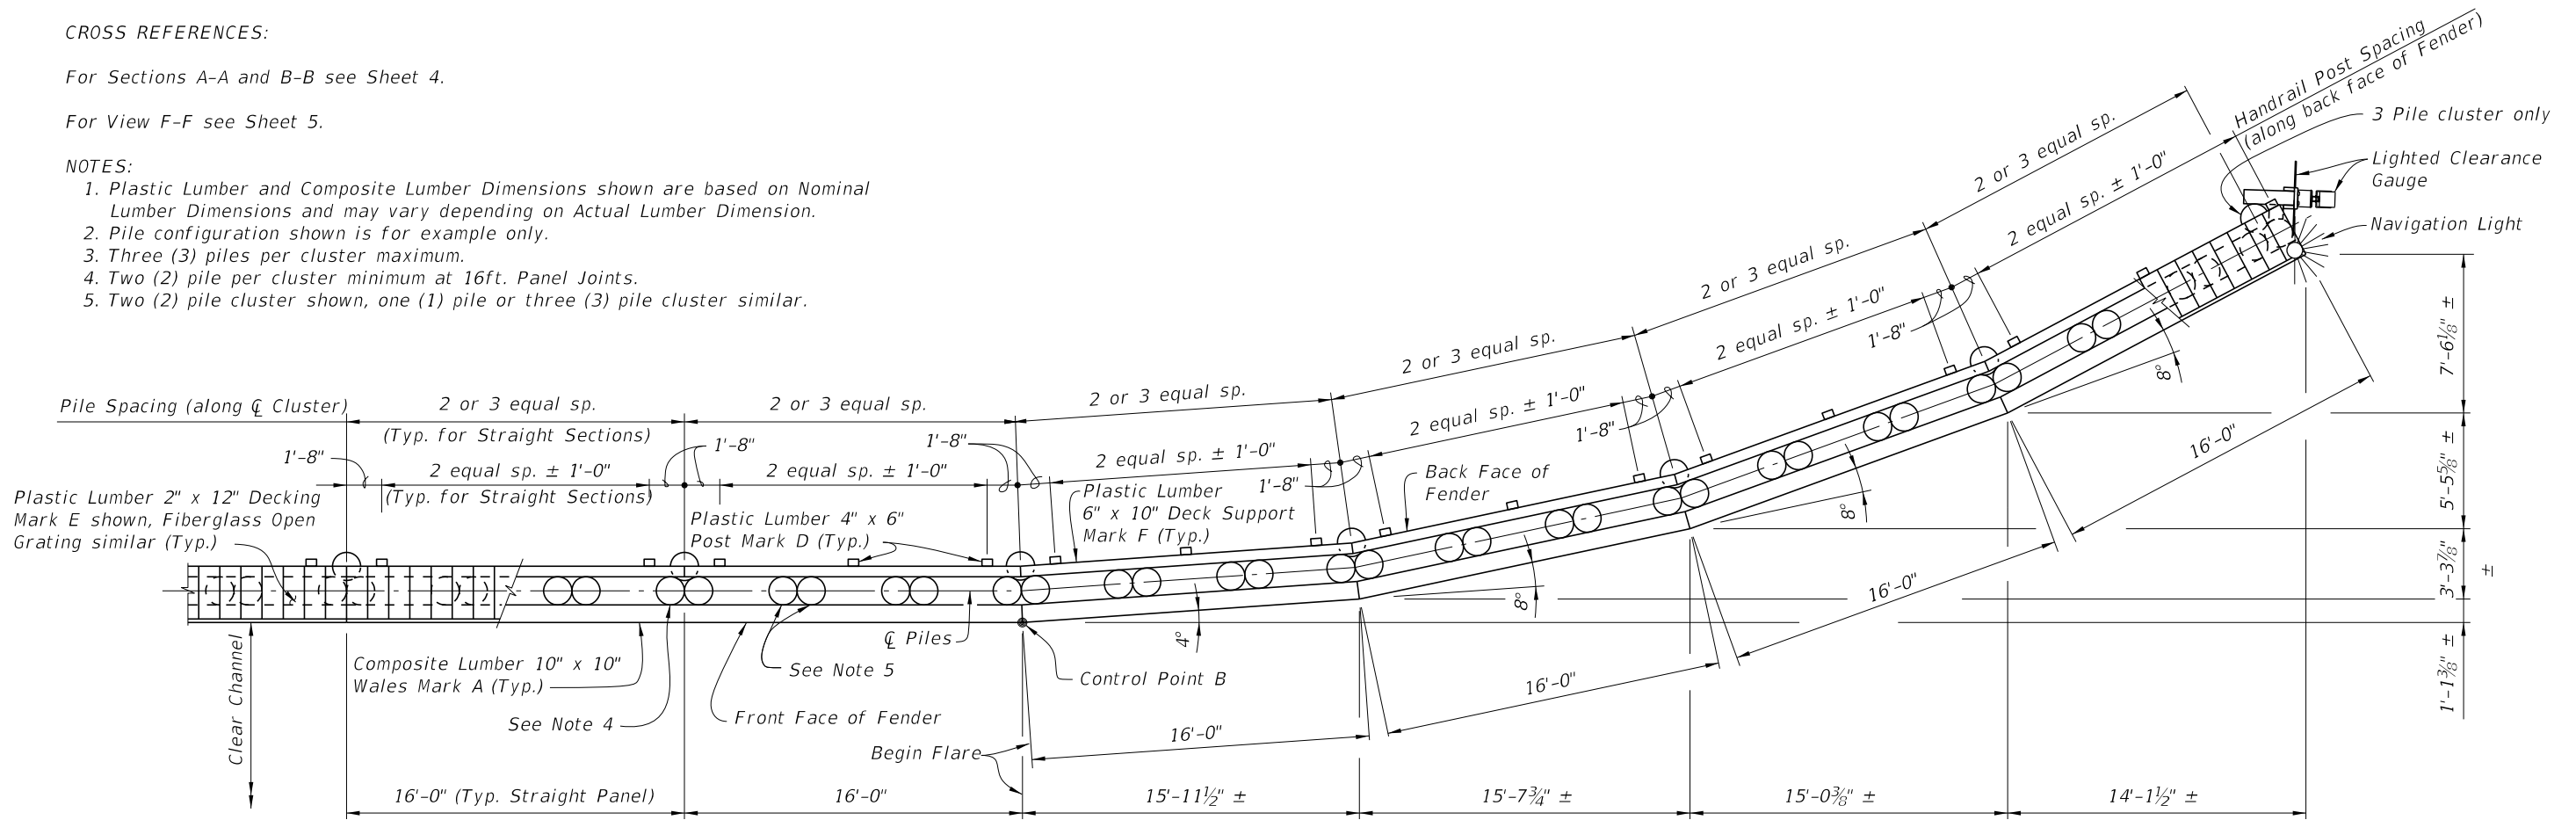 CROSS REFERENCES:
For Sections A-A and B-B see Sheet 4.
For View F-F see Sheet 5.
NOTES:
1. Plastic Lumber and Composite Lumber Dimensions shown are based on Nominal
Lumber Dimensions and may vary depending on Actual Lumber Dimension.
2. Pile configuration shown is for example only.
3. Three (3) piles per cluster maximum.
4. Two (2) pile per cluster minimum at 16ft. Panel Joints.
5. Two (2) pile cluster shown, one (1) pile or three (3) pile cluster similar.
Handrail Post Spacing
(along back face of Fender)
3 Pile cluster only
Lighted Clearance
Gauge
Navigation Light
2 or 3 equal sp.
2 equal sp. ± 1'-0"
2 or 3 equal sp.
2 equal sp. ± 1'-0"
1'-8"
2 or 3 equal sp.
2 equal sp. ± 1'-0"
1'-8"
2 or 3 equal sp.
2 equal sp. ± 1'-0"
1'-8"
Pile Spacing (along ℄ Cluster)
2 or 3 equal sp.
(Typ. for Straight Sections)
2 or 3 equal sp.
1'-8"
1'-8"
1'-8"
2 equal sp. ± 1'-0"
(Typ. for Straight Sections)
2 equal sp. ± 1'-0"
Plastic Lumber 2" x 12" Decking
Mark E shown, Fiberglass Open
Grating similar (Typ.)
Plastic Lumber 4" x 6"
Post Mark D (Typ.)
Plastic Lumber
6" x 10" Deck Support
Mark F (Typ.)
Back Face of
Fender
8°
8°
8°
4°
7'-6⅛" ±
5'-5⅝" ±
3'-3⅞"
±
1'-1⅜" ±
16'-0"
16'-0"
16'-0"
16'-0"
Clear Channel
Composite Lumber 10" x 10"
Wales Mark A (Typ.)
See Note 4
See Note 5
Front Face of Fender
℄ Piles
Control Point B
Begin Flare
16'-0" (Typ. Straight Panel)
16'-0"
15'-11½" ±
15'-7¾" ±
15'-0⅜" ±
14'-1½" ±